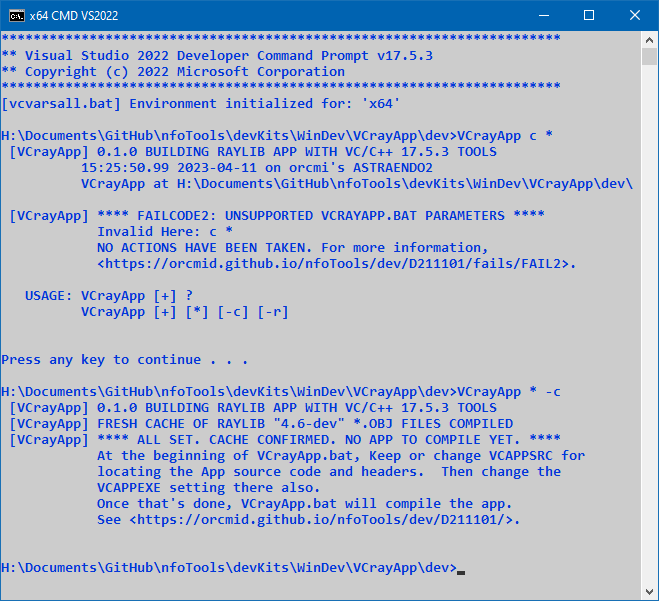 x64 CMD VS2022
**********************************************************************
** Visual Studio 2022 Developer Command Prompt v17.5.3
** Copyright (c) 2022 Microsoft Corporation
**********************************************************************
[vcvarsall.bat] Environment initialized for: 'x64'
H:\Documents\GitHub\nfoTools\devKits\WinDev\VCrayApp\dev>VCrayApp c *
[VCrayApp] 0.1.0 BUILDING RAYLIB APP WITH VC/C++ 17.5.3 TOOLS
15:25:50.99 2023-04-11 on orcmi's ASTRAENDO2
VCrayApp at H:\Documents\GitHub\nfoTools\devKits\WinDev\VCrayApp\dev\
[VCrayApp] **** FAILCODE2: UNSUPPORTED VCRAYAPP.BAT PARAMETERS ****
Invalid Here: c *
NO ACTIONS HAVE BEEN TAKEN. For more information,
<https://orcmid.github.io/nfoTools/dev/D211101/fails/FAIL2>.
USAGE: VCrayApp [+] ?
VCrayApp [+] [*] [-c] [-r]
Press any key to continue . . .
H:\Documents\GitHub\nfoTools\devKits\WinDev\VCrayApp\dev>VCrayApp * -c
[VCrayApp] 0.1.0 BUILDING RAYLIB APP WITH VC/C++ 17.5.3 TOOLS
[VCrayApp] FRESH CACHE OF RAYLIB "4.6-dev" *.OBJ FILES COMPILED
[VCrayApp] **** ALL SET. CACHE CONFIRMED. NO APP TO COMPILE YET. ****
At the beginning of VCrayApp.bat, Keep or change VCAPPSRC for
locating the App source code and headers.  Then change the
VCAPPEXE setting there also.
Once that's done, VCrayApp.bat will compile the app.
See <https://orcmid.github.io/nfoTools/dev/D211101/>.
H:\Documents\GitHub\nfoTools\devKits\WinDev\VCrayApp\dev>